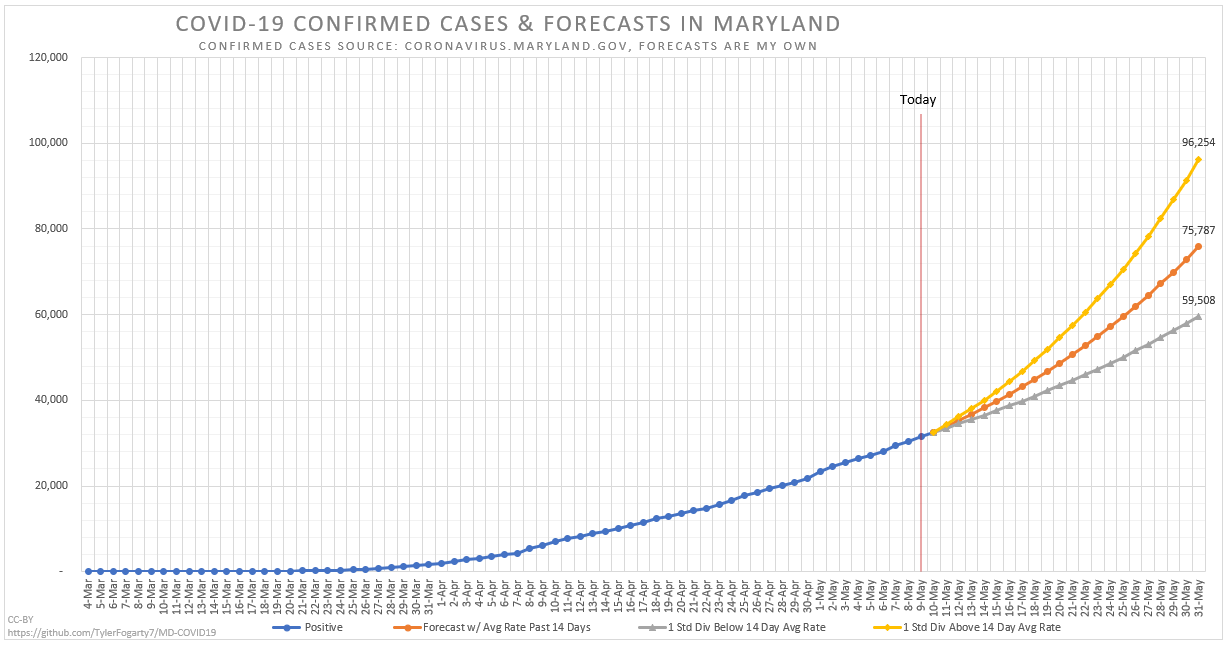 COVID-19 CONFIRMED CASES & FORECASTS IN MARYLAND
CONFIRMED CASES SOURCE: CORONAVIRUS.MARYLAND.GOV, FORECASTS ARE MY OWN
120,000
100,000
80,000
60,000
40,000
20,000
-
Today
96,254
75,787
59,508
4-Mar
5-Mar
6-Mar
7-Mar
8-Mar
9-Mar
10-Mar
11-Mar
12-Mar
13-Mar
14-Mar
15-Mar
16-Mar
17-Mar
18-Mar
19-Mar
20-Mar
21-Mar
22-Mar
23-Mar
24-Mar
25-Mar
26-Mar
27-Mar
28-Mar
29-Mar
30-Mar
31-Mar
1-Apr
2-Apr
3-Apr
4-Apr
5-Apr
6-Apr
7-Apr
8-Apr
9-Apr
10-Apr
11-Apr
12-Apr
13-Apr
14-Apr
15-Apr
16-Apr
17-Apr
18-Apr
19-Apr
20-Apr
21-Apr
22-Apr
23-Apr
24-Apr
25-Apr
26-Apr
27-Apr
28-Apr
29-Apr
30-Apr
1-May
2-May
3-May
4-May
5-May
6-May
7-May
8-May
9-May
10-May
11-May
12-May
13-May
14-May
15-May
16-May
17-May
18-May
19-May
20-May
21-May
22-May
23-May
24-May
25-May
26-May
27-May
28-May
29-May
30-May
31-May
CC-BY
https://github.com/TylerFogarty7/MD-COVID19
Positive
Forecast w/ Avg Rate Past 14 Days
1 Std Div Below 14 Day Avg Rate
1 Std Div Above 14 Day Avg Rate